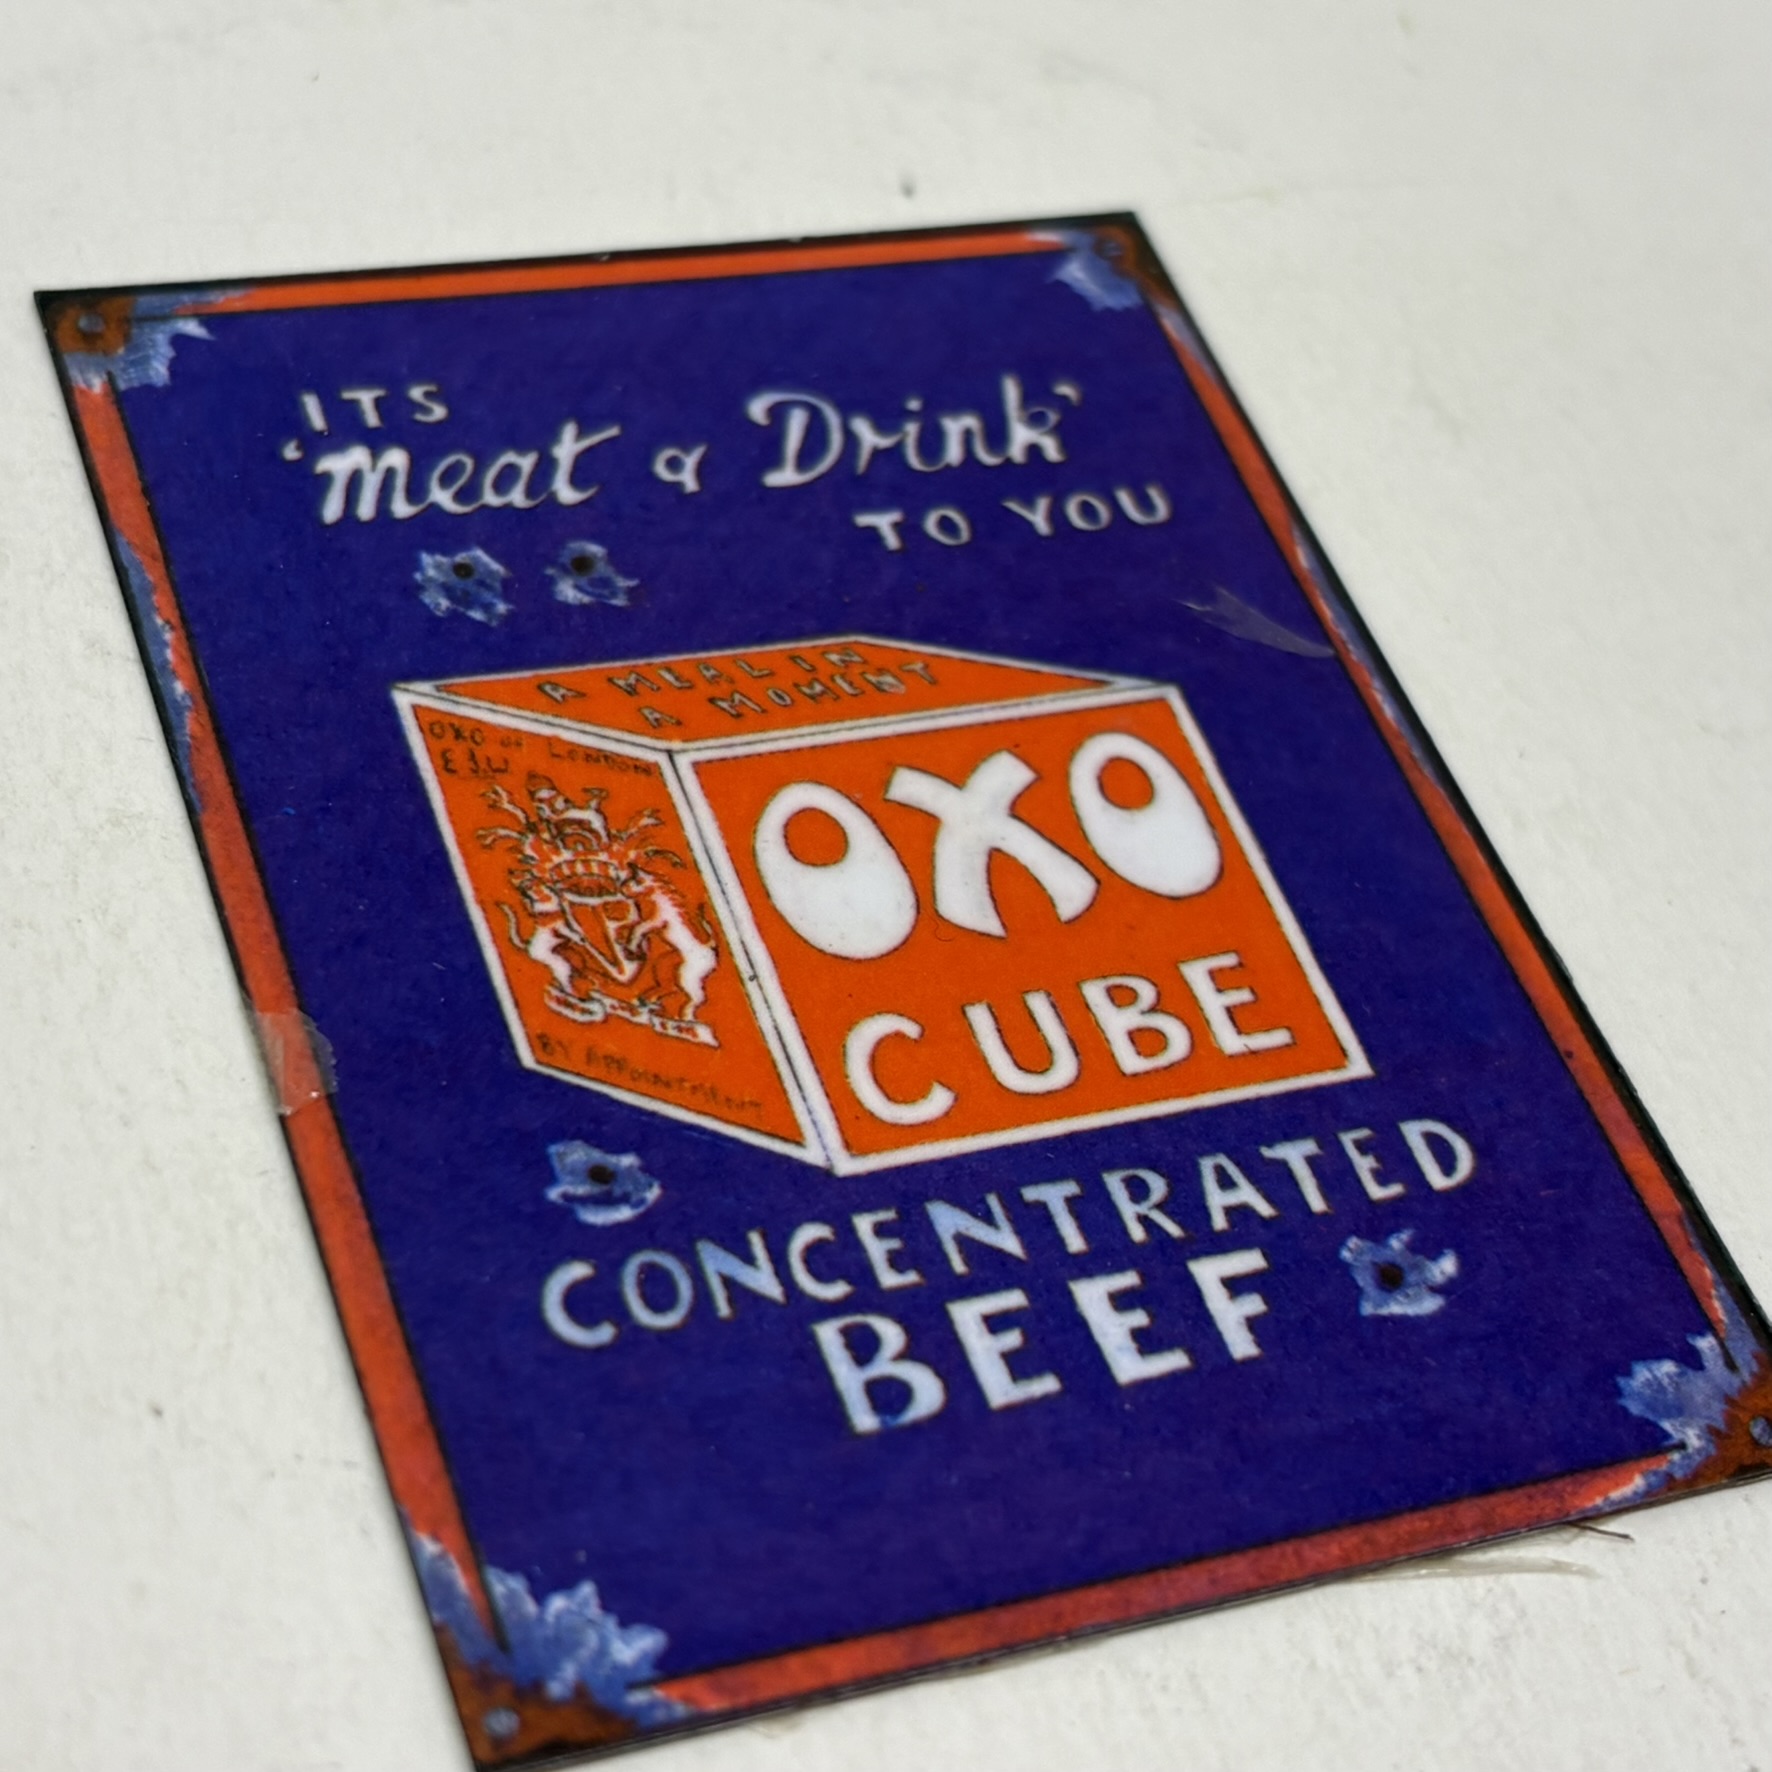 ITS
'Meat & Drink'
TO YOU
A MEAL IN
A MOMENT
OXO of LONDON
OXO
CUBE
BY APPOINTMENT
CONCENTRATED
BEEF